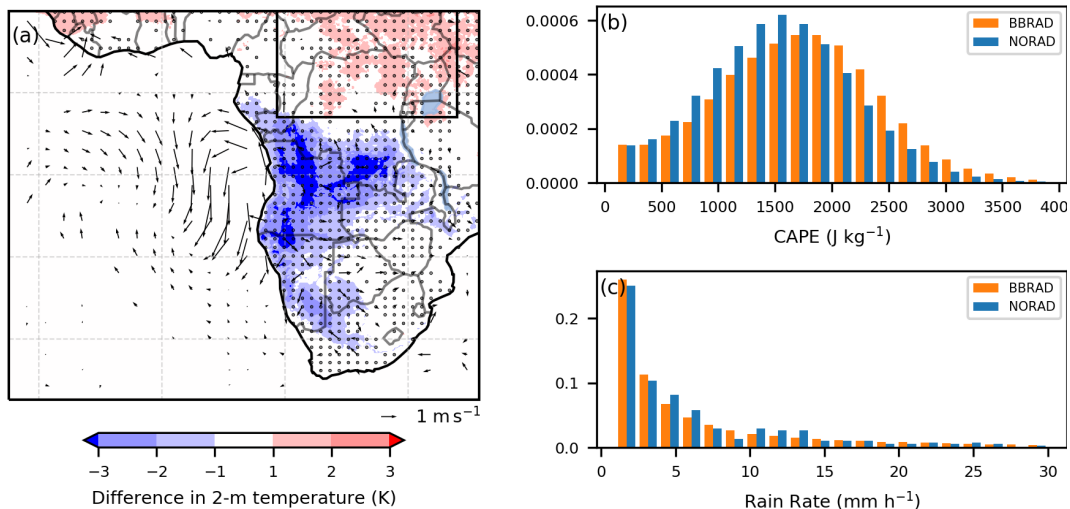 (a)
1 m s⁻¹
−3 −2 −1 1 2 3
Difference in 2-m temperature (K)
(b)
BBRAD
NORAD
0.0006
0.0004
0.0002
0.0000
0 500 1000 1500 2000 2500 3000 3500 400
CAPE (J kg⁻¹)
(c)
BBRAD
NORAD
0.2
0.1
0.0
0 5 10 15 20 25 30
Rain Rate (mm h⁻¹)